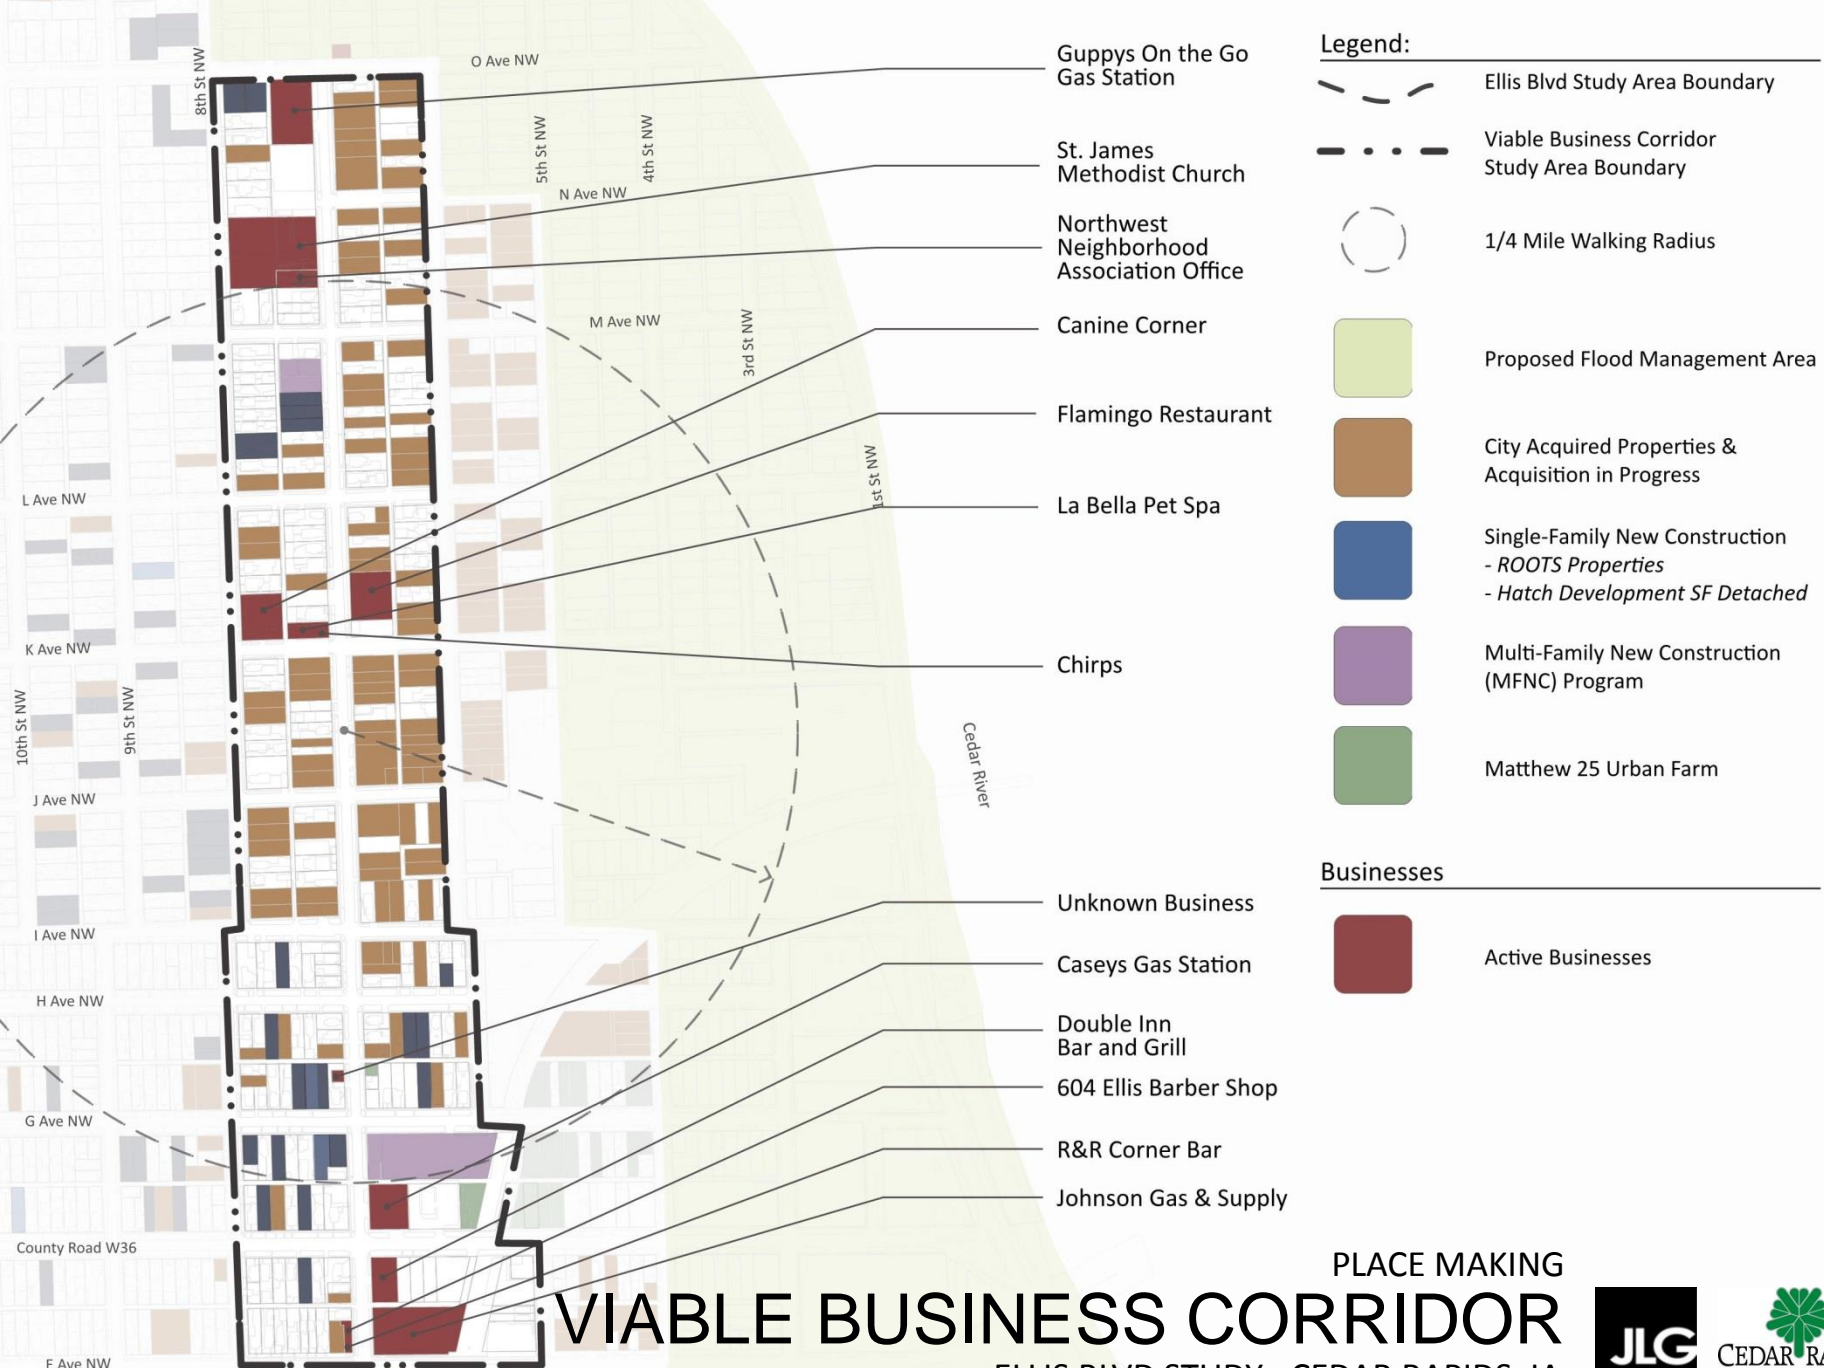 O Ave NW
8th St NW
5th St NW
4th St NW
N Ave NW
M Ave NW
3rd St NW
1st St NW
L Ave NW
K Ave NW
10th St NW
9th St NW
J Ave NW
Cedar River
I Ave NW
H Ave NW
G Ave NW
County Road W36
F Ave NW
Guppys On the Go
Gas Station
St. James
Methodist Church
Northwest
Neighborhood
Association Office
Canine Corner
Flamingo Restaurant
La Bella Pet Spa
Chirps
Unknown Business
Caseys Gas Station
Double Inn
Bar and Grill
604 Ellis Barber Shop
R&R Corner Bar
Johnson Gas & Supply
Legend:
Ellis Blvd Study Area Boundary
Viable Business Corridor
Study Area Boundary
1/4 Mile Walking Radius
Proposed Flood Management Area
City Acquired Properties &
Acquisition in Progress
Single-Family New Construction
- ROOTS Properties
- Hatch Development SF Detached
Multi-Family New Construction
(MFNC) Program
Matthew 25 Urban Farm
Businesses
Active Businesses
PLACE MAKING
VIABLE BUSINESS CORRIDOR
ELLIS BLVD STUDY - CEDAR RAPIDS, IA
JLG
CEDAR